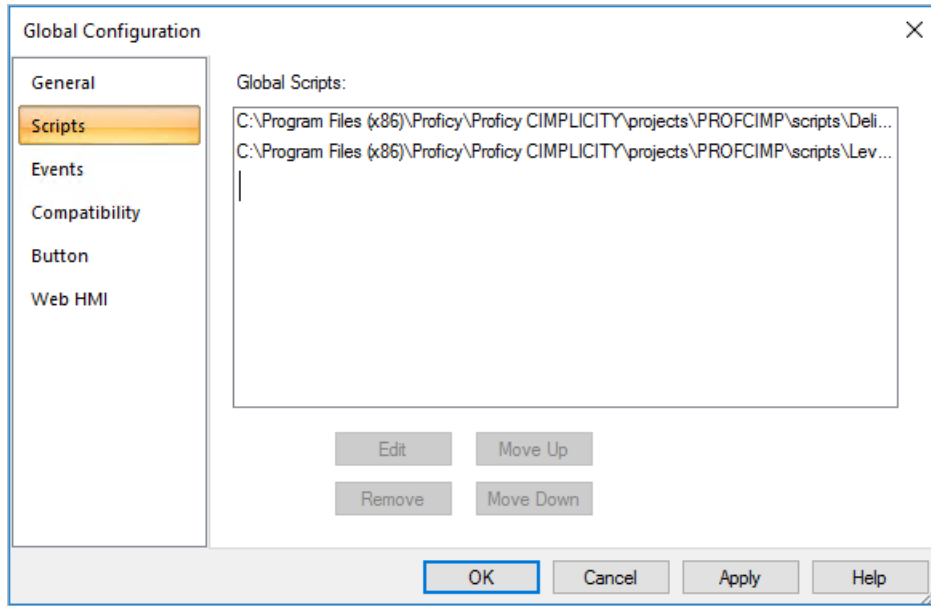 Global Configuration
General
Scripts
Events
Compatibility
Button
Web HMI
Global Scripts:
C:\Program Files (x86)\Proficy\Proficy CIMPLICITY\projects\PROFCIMP\scripts\Deli...
C:\Program Files (x86)\Proficy\Proficy CIMPLICITY\projects\PROFCIMP\scripts\Lev...
Edit Move Up
Remove Move Down
OK Cancel Apply Help